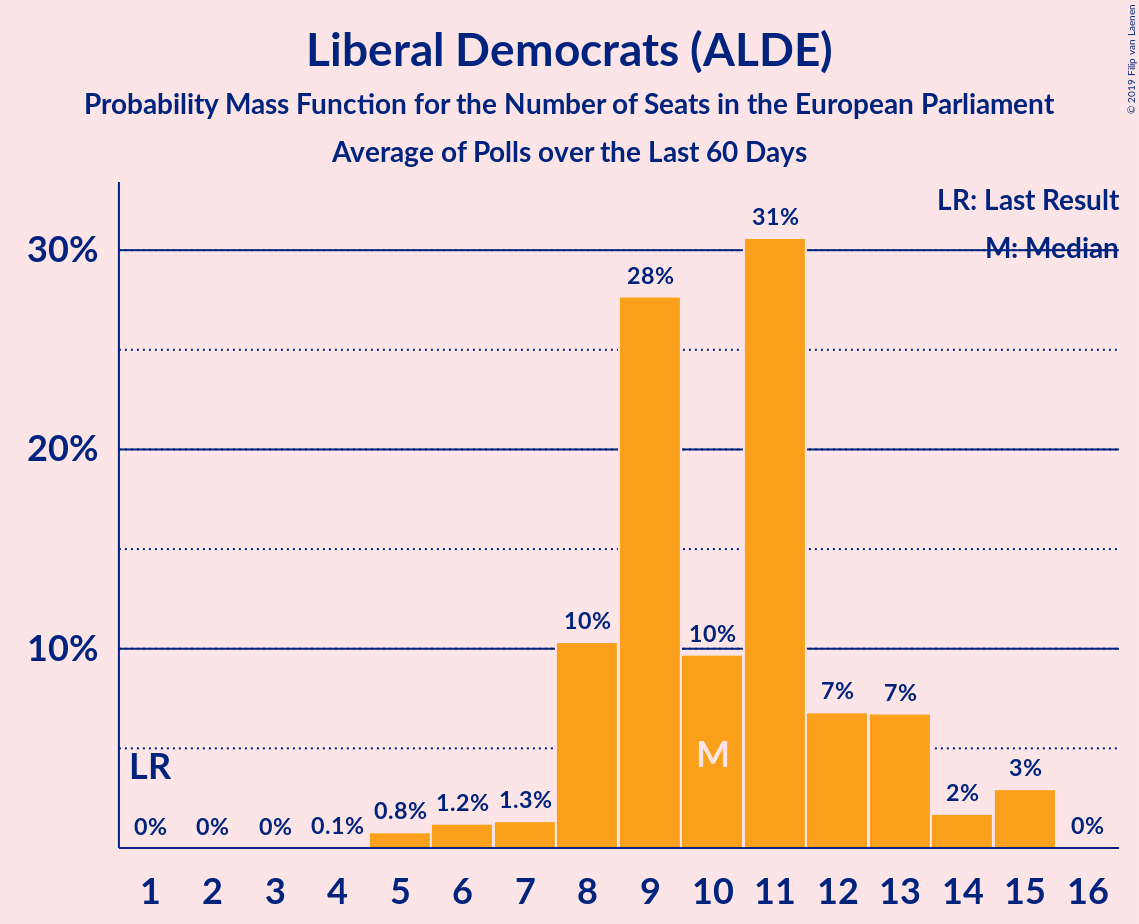 Liberal Democrats (ALDE)
Probability Mass Function for the Number of Seats in the European Parliament
Average of Polls over the Last 60 Days
© 2019 Filip van Laenen
LR: Last Result
M: Median
30%
20%
10%
31%
28%
10%
10%
7%
7%
3%
2%
1.3%
1.2%
0.8%
0.1%
0%
0%
0%
0%
LR
M
1 2 3 4 5 6 7 8 9 10 11 12 13 14 15 16